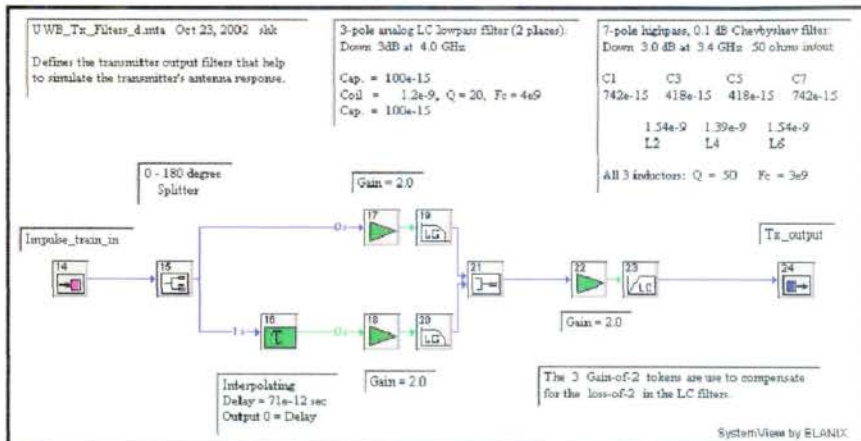 UWB_Tx_Filters_d.mta Oct 23, 2002 shk
Defines the transmitter output filters that help
to simulate the transmitter's antenna response.
3-pole analog LC lowpass filter (2 places):
Down 3dB at 4.0 GHz
Cap. = 100e-15
Coil = 1.2e-9, Q = 20, Fc = 4e9
Cap. = 100e-15
7-pole highpass, 0.1 dB Chevbyshev filter:
Down 3.0 dB at 3.4 GHz 50 ohms in/out
C1 C3 C5 C7
742e-15 418e-15 418e-15 742e-15
1.54e-9 1.39e-9 1.54e-9
L2 L4 L6
All 3 inductors: Q = 50 Fc = 3e9
0 - 180 degree
Splitter
Gain = 2.0
17
19
0
LC
Impulse_train_in
Tx_output
14
15
21
22
23
24
LC
Gain = 2.0
16
18
20
1
τ
0
LC
Interpolating
Delay = 71e-12 sec
Output 0 = Delay
Gain = 2.0
The 3 Gain-of-2 tokens are use to compensate
for the loss-of-2 in the LC filters.
SystemView by ELANIX